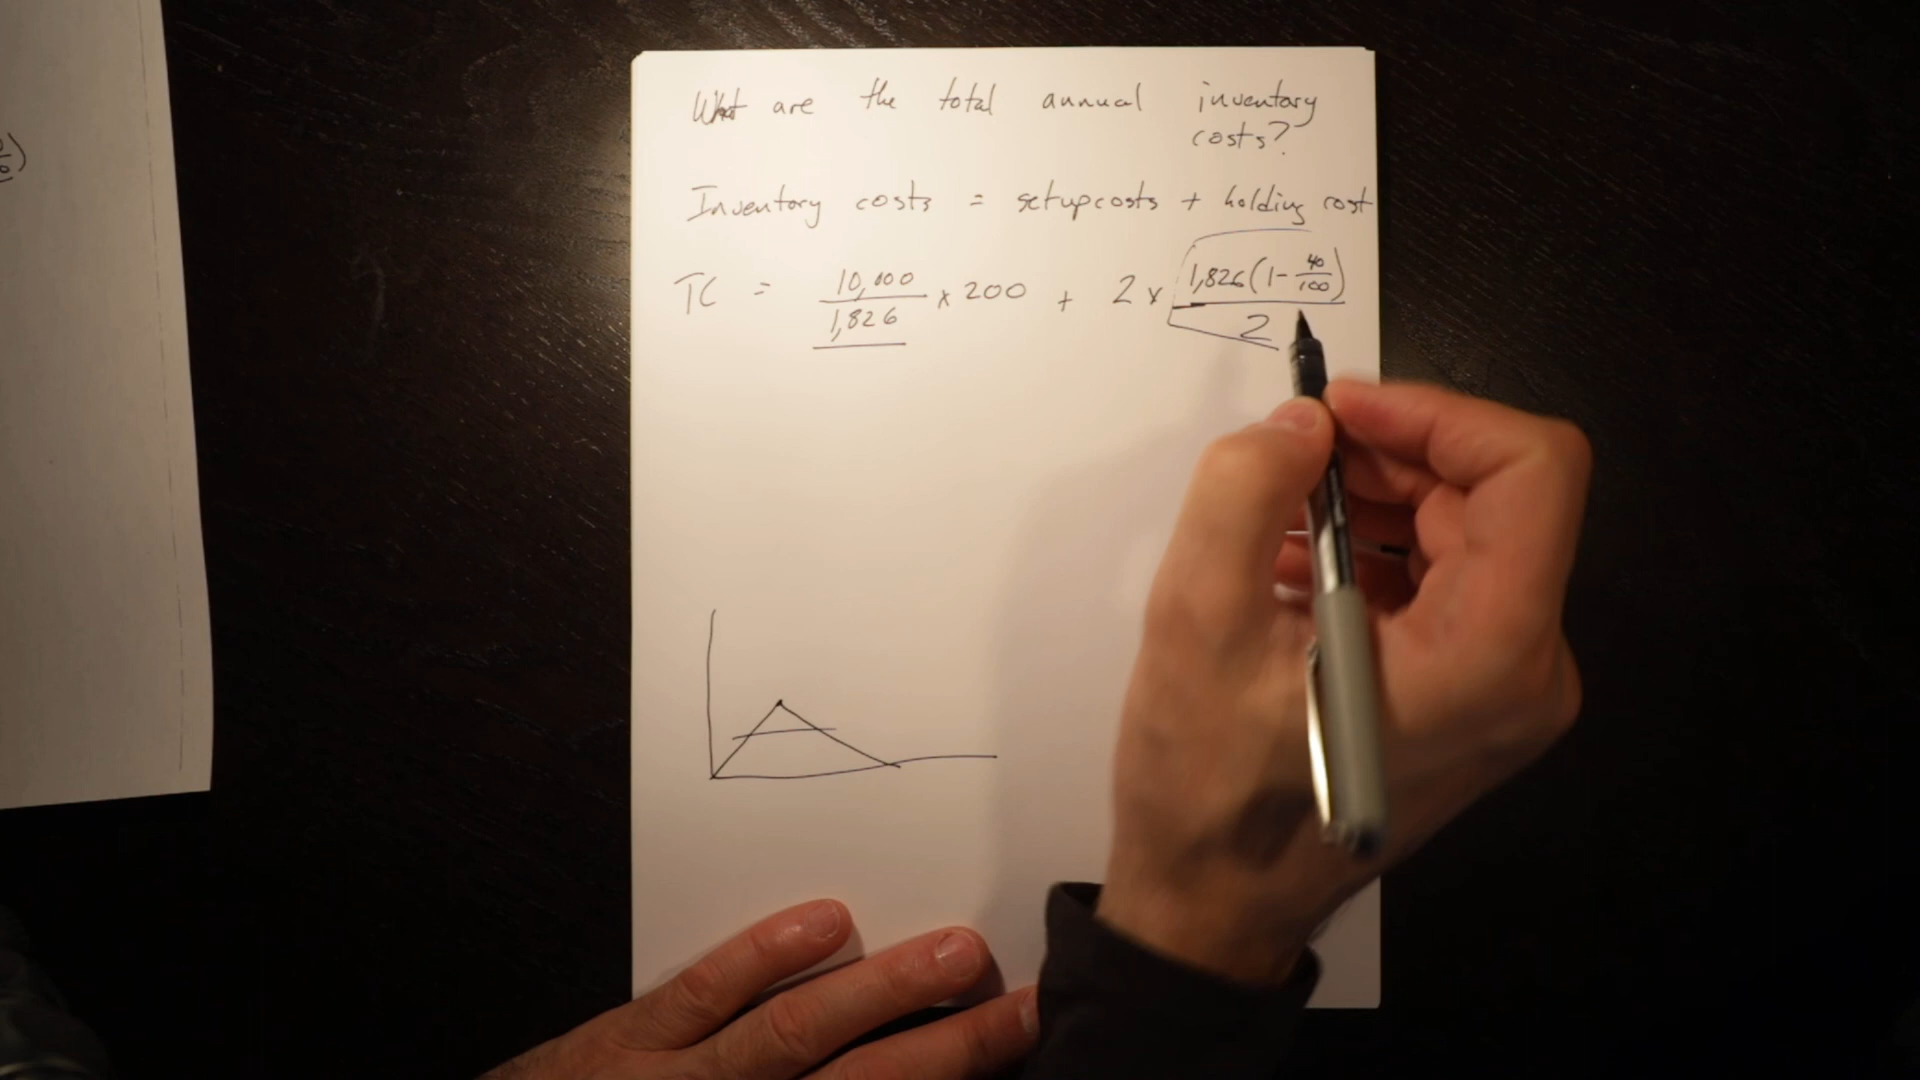 What are the total annual inventory
costs?
Inventory costs = setupcosts + holding cost
TC = 10,000/1,826 x 200 + 2 x 1,826(1-40/100)/2